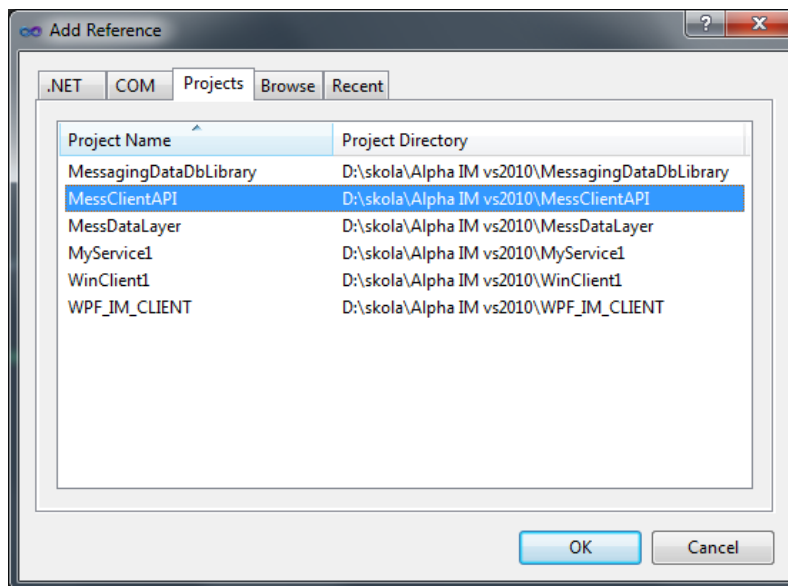 Add Reference
.NET COM Projects Browse Recent
Project Name Project Directory
MessagingDataDbLibrary D:\skola\Alpha IM vs2010\MessagingDataDbLibrary
MessClientAPI D:\skola\Alpha IM vs2010\MessClientAPI
MessDataLayer D:\skola\Alpha IM vs2010\MessDataLayer
MyService1 D:\skola\Alpha IM vs2010\MyService1
WinClient1 D:\skola\Alpha IM vs2010\WinClient1
WPF_IM_CLIENT D:\skola\Alpha IM vs2010\WPF_IM_CLIENT
OK Cancel